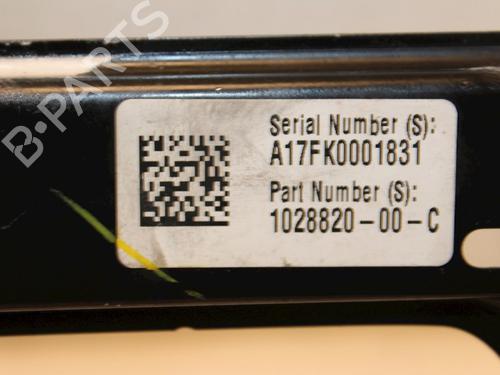 B-PARTS
Serial Number (S):
A17FK0001831
Part Number (S):
1028820-00-C